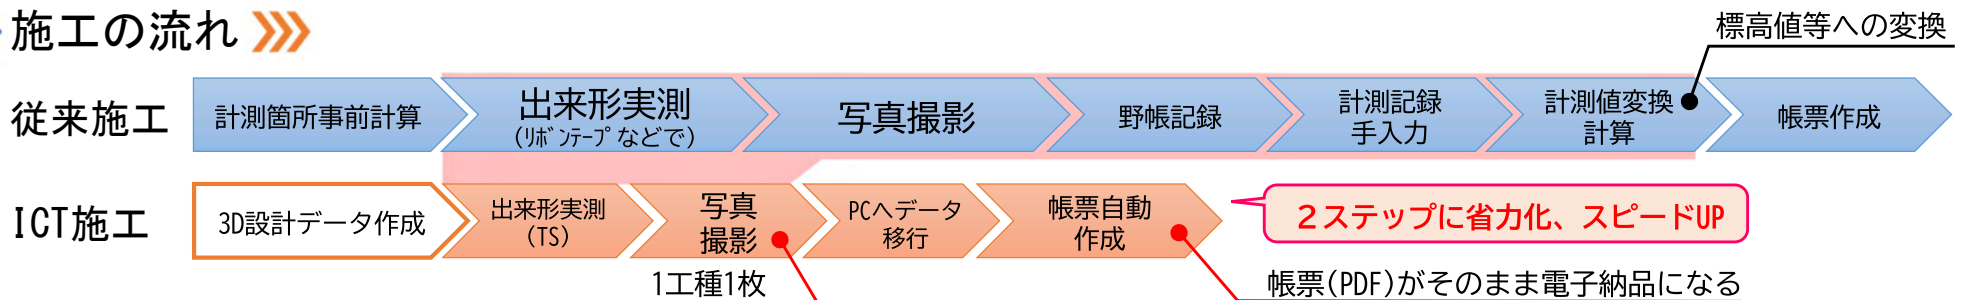 施工の流れ
標高値等への変換
従来施工
計測箇所事前計算
出来形実測
(ﾘﾎﾞﾝﾃｰﾌﾟなどで)
写真撮影
野帳記録
計測記録
手入力
計測値変換
計算
帳票作成
ICT施工
3D設計データ作成
出来形実測
(TS)
写真
撮影
PCへデータ
移行
帳票自動
作成
２ステップに省力化、スピードUP
1工種1枚
帳票(PDF)がそのまま電子納品になる